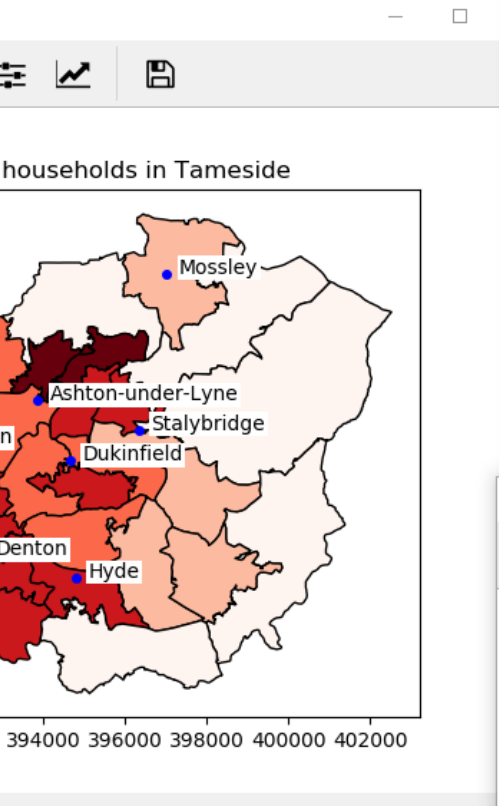 households in Tameside
Mossley
Ashton-under-Lyne
Stalybridge
n
Dukinfield
Denton
Hyde
394000 396000 398000 400000 402000